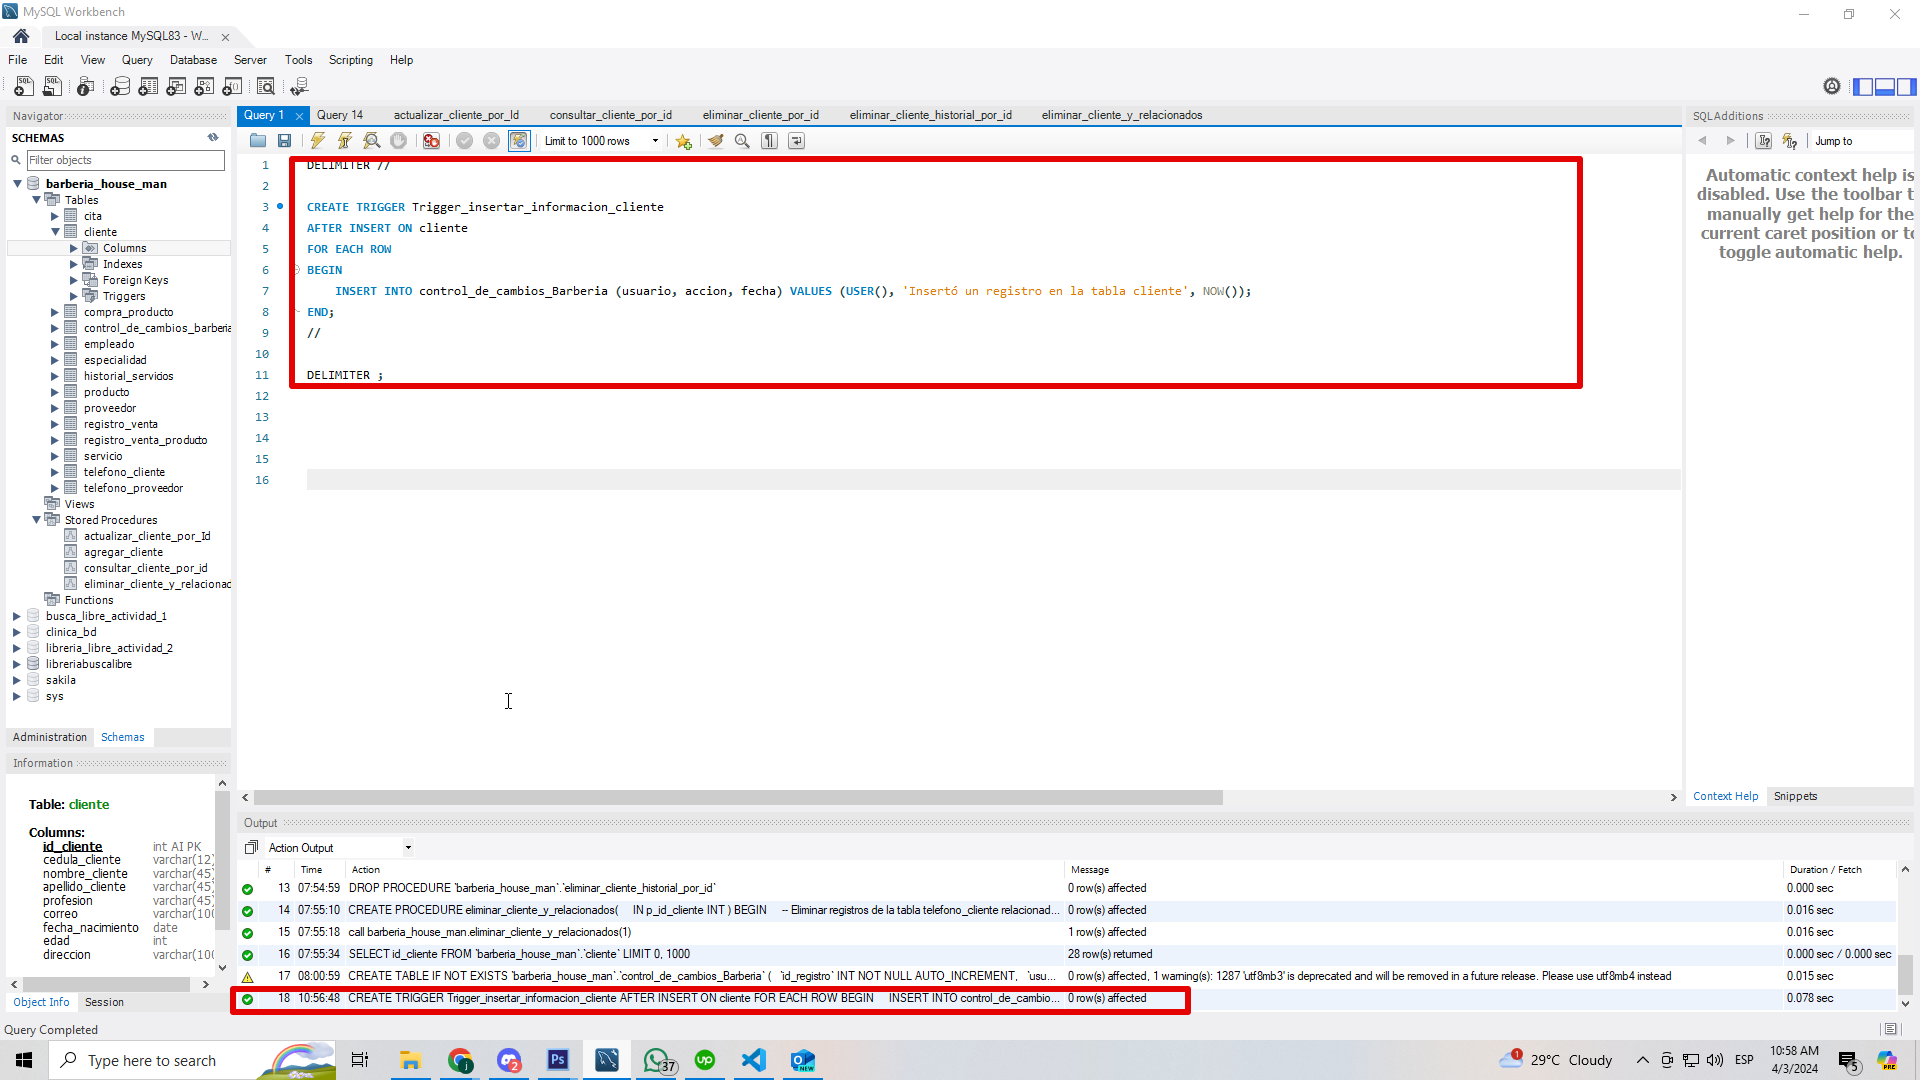 MySQL Workbench
Local instance MySQL83 - W...
File Edit View Query Database Server Tools Scripting Help
Navigator
SCHEMAS
Filter objects
barberia_house_man
Tables
cita
cliente
Columns
Indexes
Foreign Keys
Triggers
compra_producto
control_de_cambios_barberia
empleado
especialidad
historial_servicios
producto
proveedor
registro_venta
registro_venta_producto
servicio
telefono_cliente
telefono_proveedor
Views
Stored Procedures
actualizar_cliente_por_Id
agregar_cliente
consultar_cliente_por_id
eliminar_cliente_y_relacionad
Functions
busca_libre_actividad_1
clinica_bd
libreria_libre_actividad_2
libreriabuscalibre
sakila
sys
Administration Schemas
Information
Table: cliente
Columns:
id_cliente int AI PK
cedula_cliente varchar(12)
nombre_cliente varchar(45)
apellido_cliente varchar(45)
profesion varchar(45)
correo varchar(100
fecha_nacimiento date
edad int
direccion varchar(100
Object Info Session
Query Completed
Query 1 Query 14 actualizar_cliente_por_Id consultar_cliente_por_id eliminar_cliente_por_id eliminar_cliente_historial_por_id eliminar_cliente_y_relacionados
Limit to 1000 rows
1 DELIMITER //
2
3 CREATE TRIGGER Trigger_insertar_informacion_cliente
4 AFTER INSERT ON cliente
5 FOR EACH ROW
6 BEGIN
7 INSERT INTO control_de_cambios_Barberia (usuario, accion, fecha) VALUES (USER(), 'Insertó un registro en la tabla cliente', NOW());
8 END;
9 //
10
11 DELIMITER ;
12
13
14
15
16
SQLAdditions
Jump to
Automatic context help is
disabled. Use the toolbar t
manually get help for the
current caret position or to
toggle automatic help.
Context Help Snippets
Output
Action Output
# Time Action Message Duration / Fetch
13 07:54:59 DROP PROCEDURE `barberia_house_man`.`eliminar_cliente_historial_por_id` 0 row(s) affected 0.000 sec
14 07:55:10 CREATE PROCEDURE eliminar_cliente_y_relacionados( IN p_id_cliente INT ) BEGIN -- Eliminar registros de la tabla telefono_cliente relacionad... 0 row(s) affected 0.016 sec
15 07:55:18 call barberia_house_man.eliminar_cliente_y_relacionados(1) 1 row(s) affected 0.016 sec
16 07:55:34 SELECT id_cliente FROM `barberia_house_man`.`cliente` LIMIT 0, 1000 28 row(s) returned 0.000 sec / 0.000 sec
17 08:00:59 CREATE TABLE IF NOT EXISTS `barberia_house_man`.`control_de_cambios_Barberia` ( `id_registro` INT NOT NULL AUTO_INCREMENT, `usu... 0 row(s) affected, 1 warning(s): 1287 'utf8mb3' is deprecated and will be removed in a future release. Please use utf8mb4 instead 0.015 sec
18 10:56:48 CREATE TRIGGER Trigger_insertar_informacion_cliente AFTER INSERT ON cliente FOR EACH ROW BEGIN INSERT INTO control_de_cambio... 0 row(s) affected 0.078 sec
Type here to search
Ps
37
2
up
NEW
1
29°C Cloudy
ESP
10:58 AM
4/3/2024
5
PRE